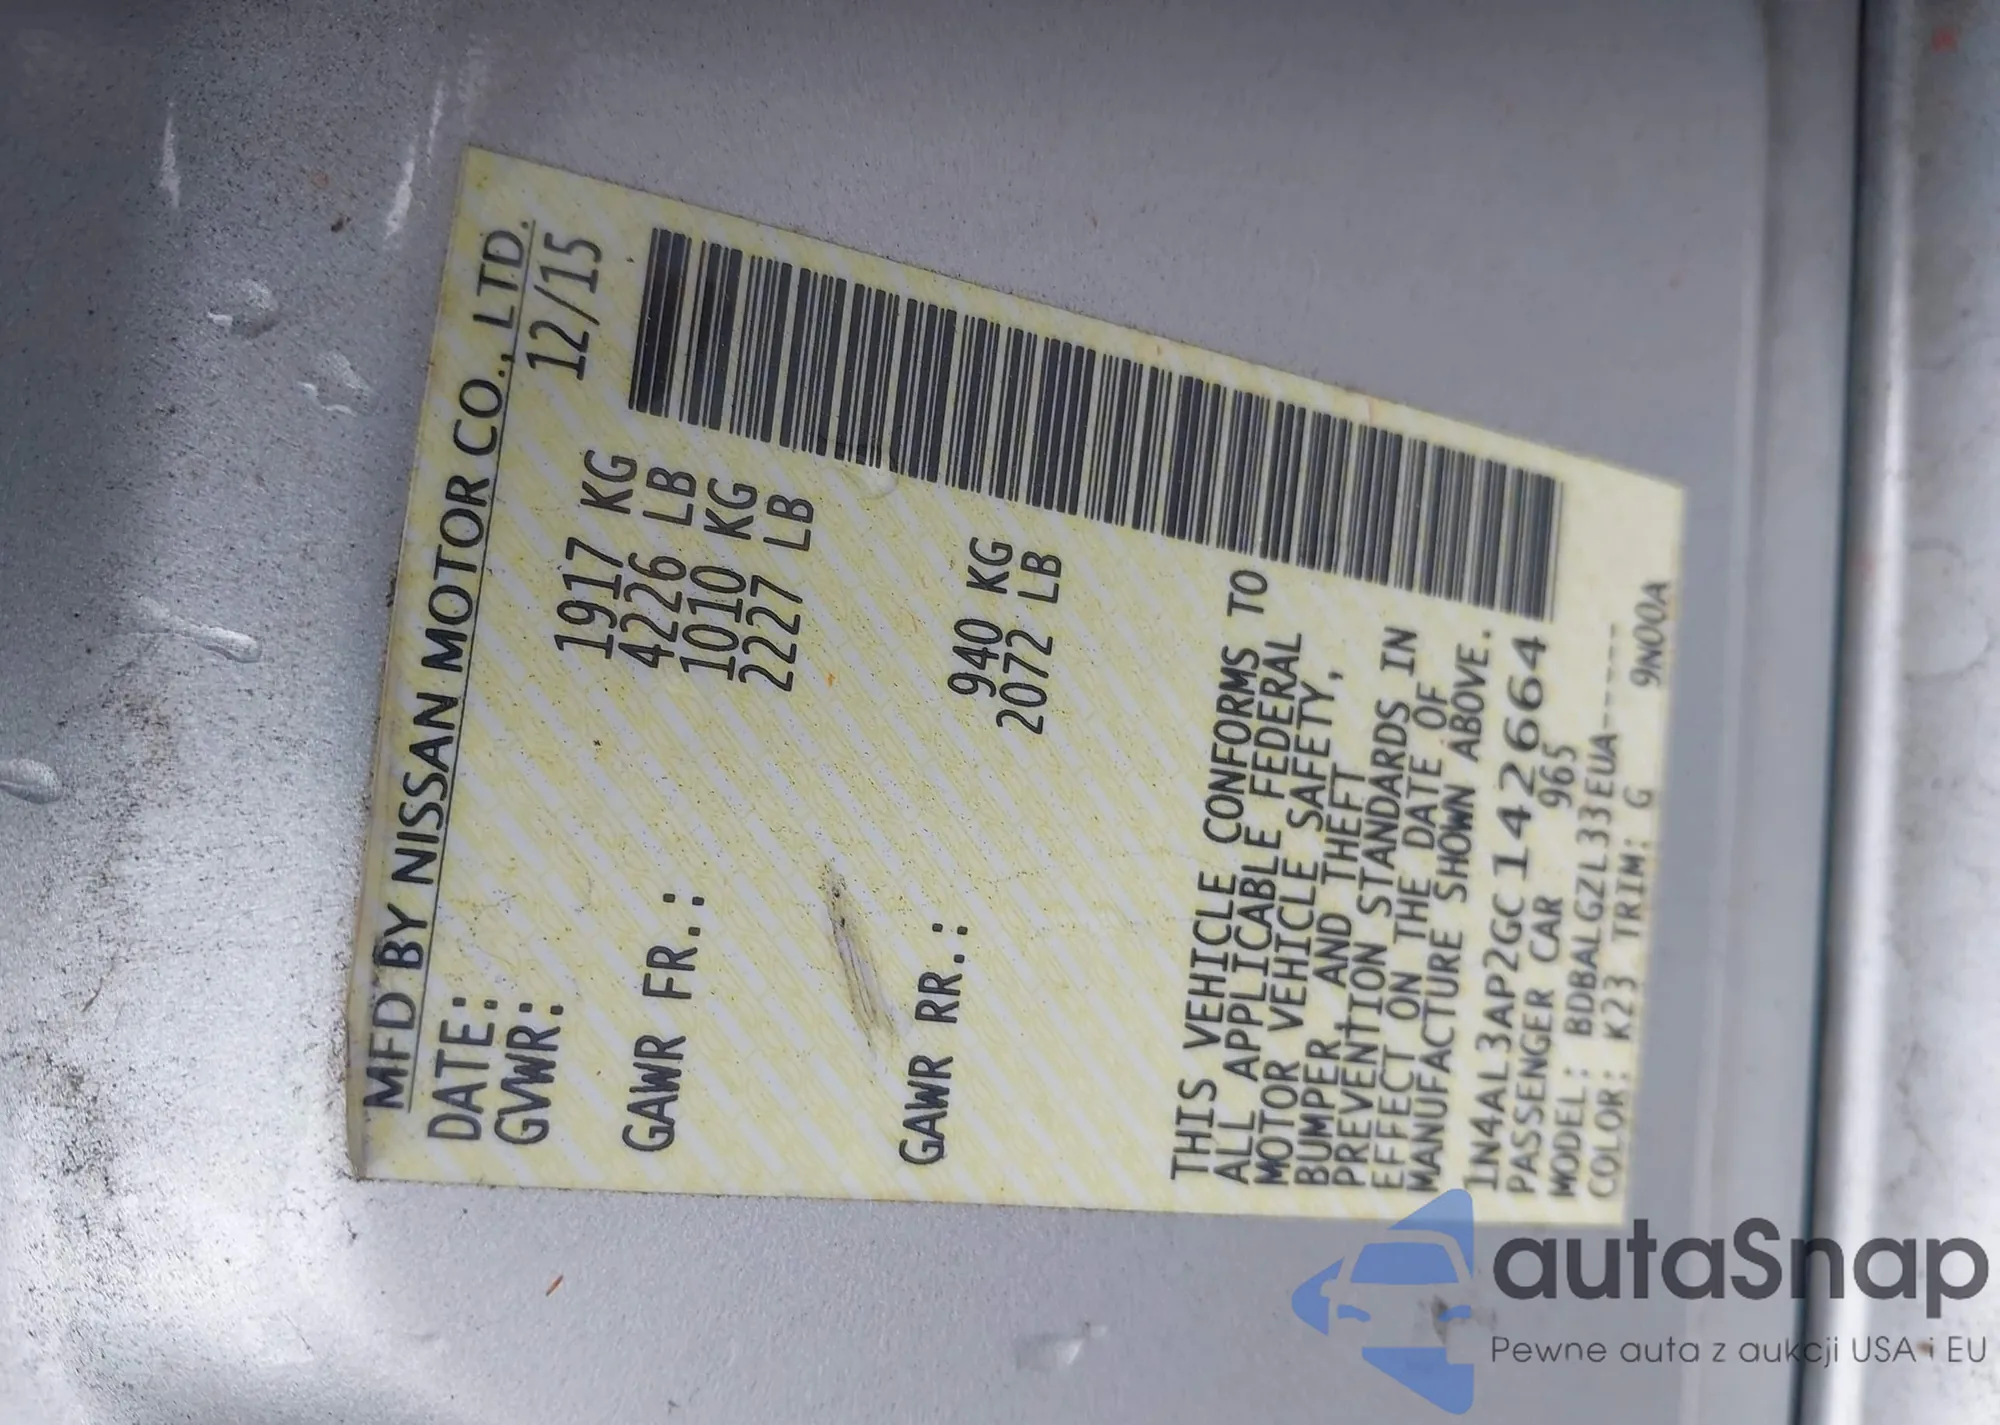 MFD BY NISSAN MOTOR CO., LTD.
DATE: 12/15
GVWR: 1917 KG
4226 LB
GAWR FR.: 1010 KG
2227 LB
GAWR RR.: 940 KG
2072 LB
THIS VEHICLE CONFORMS TO
ALL APPLICABLE FEDERAL
MOTOR VEHICLE SAFETY,
BUMPER, AND THEFT
PREVENTION STANDARDS IN
EFFECT ON THE DATE OF
MANUFACTURE SHOWN ABOVE.
1N4AL3AP2GC142664
PASSENGER CAR 965
MODEL: BDBALGZL33EUA-----
COLOR: K23 TRIM: G 9N00A
autaSnap
Pewne auta z aukcji USA i EU